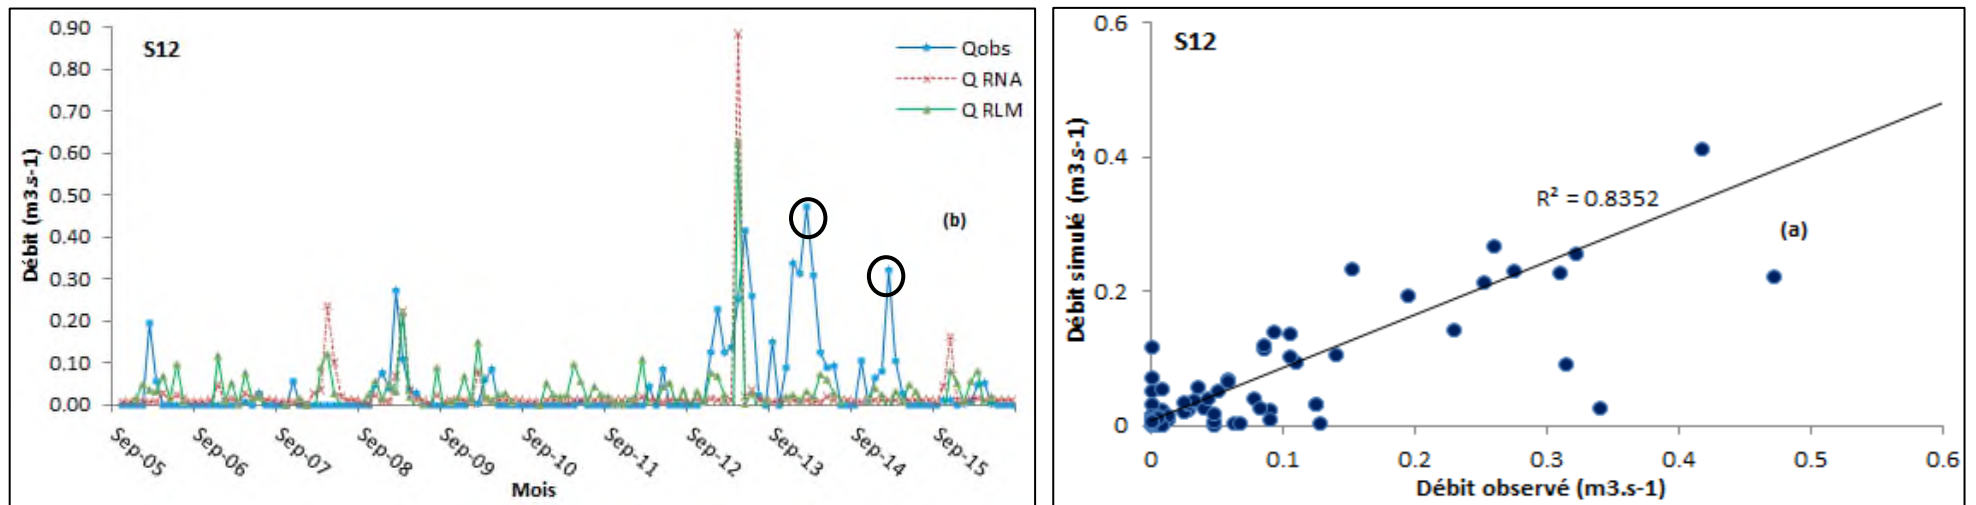 S12
Qobs
Q RNA
Q RLM
(b)
Débit (m3.s-1)
0.90
0.80
0.70
0.60
0.50
0.40
0.30
0.20
0.10
0.00
Sep-05
Sep-06
Sep-07
Sep-08
Sep-09
Sep-10
Sep-11
Sep-12
Sep-13
Sep-14
Sep-15
Mois
S12
R² = 0.8352
(a)
Débit simulé (m3.s-1)
0.6
0.4
0.2
0
0
0.1
0.2
0.3
0.4
0.5
0.6
Débit observé (m3.s-1)